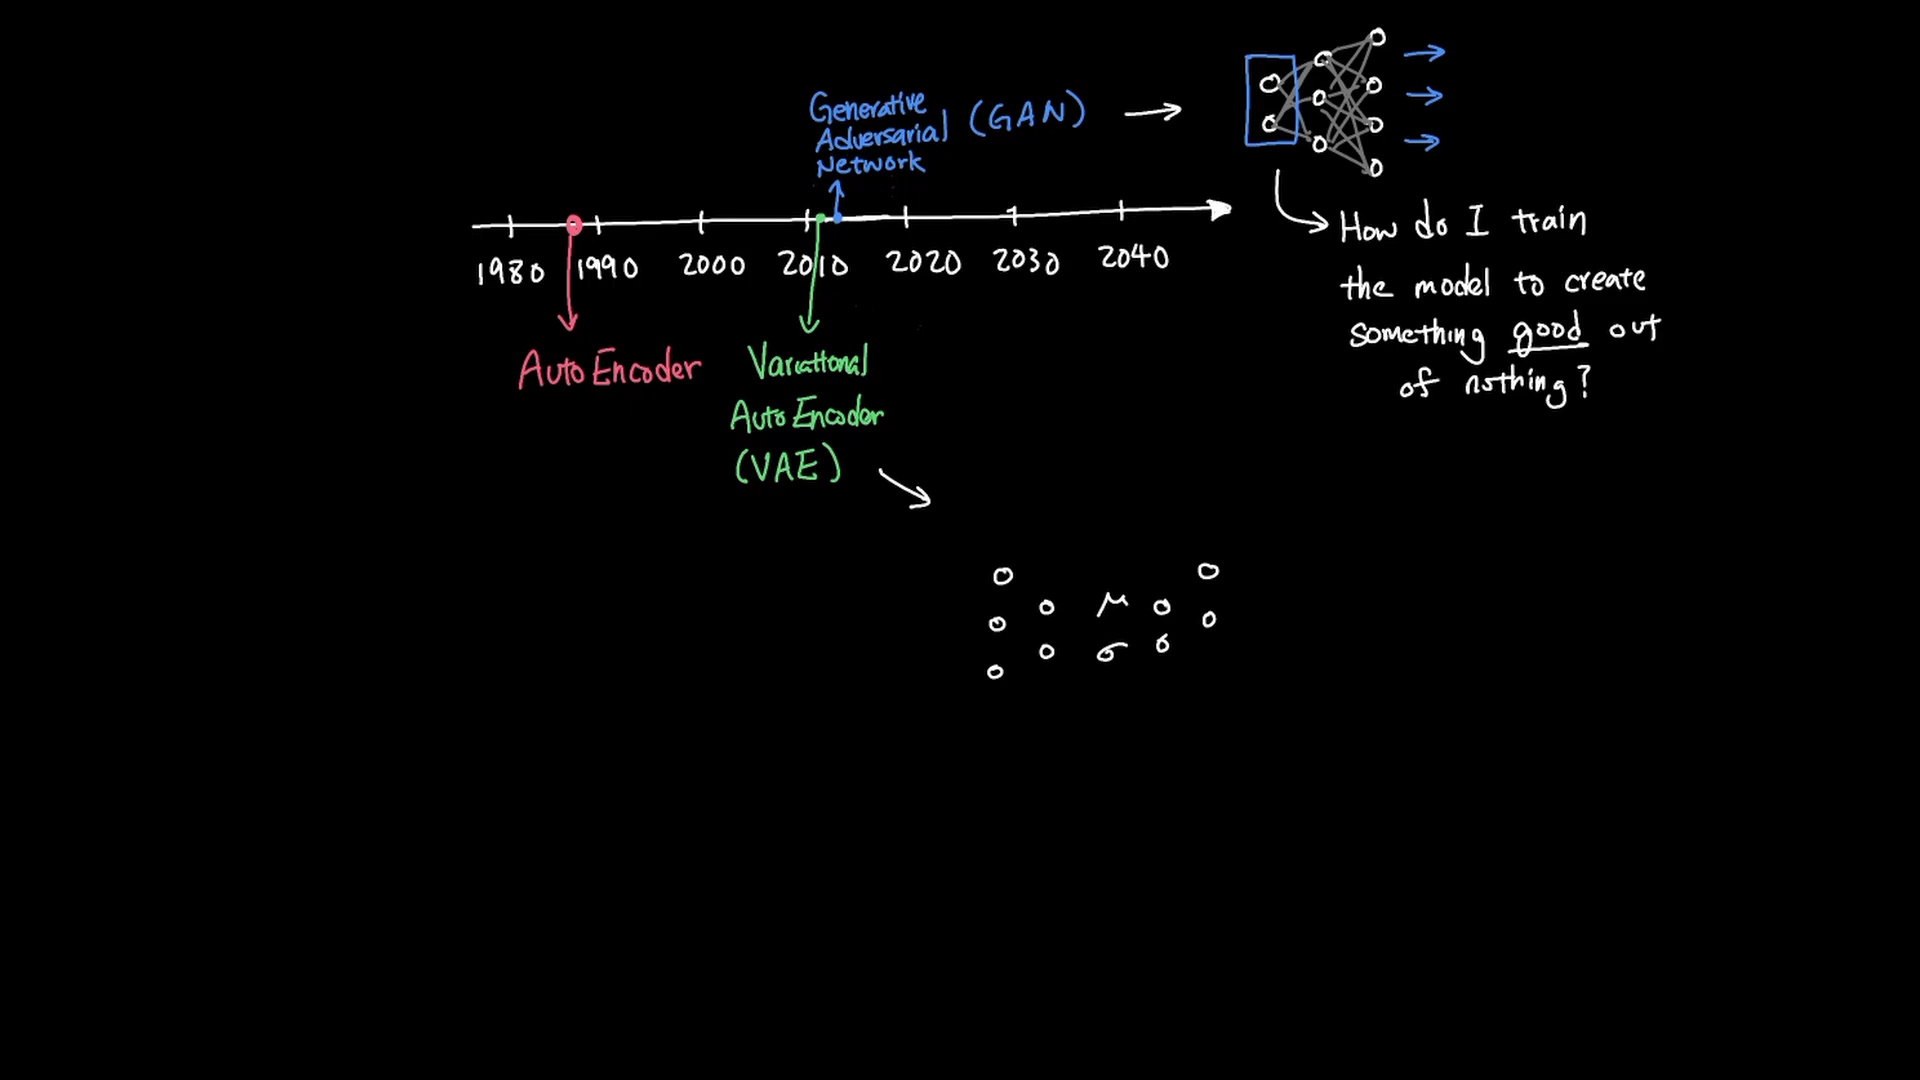 Generative
Adversarial
Network
(GAN)
1980 1990 2000 2010 2020 2030 2040
How do I train
the model to create
something good out
of nothing?
Auto Encoder
Variational
Auto Encoder
(VAE)
μ
σ